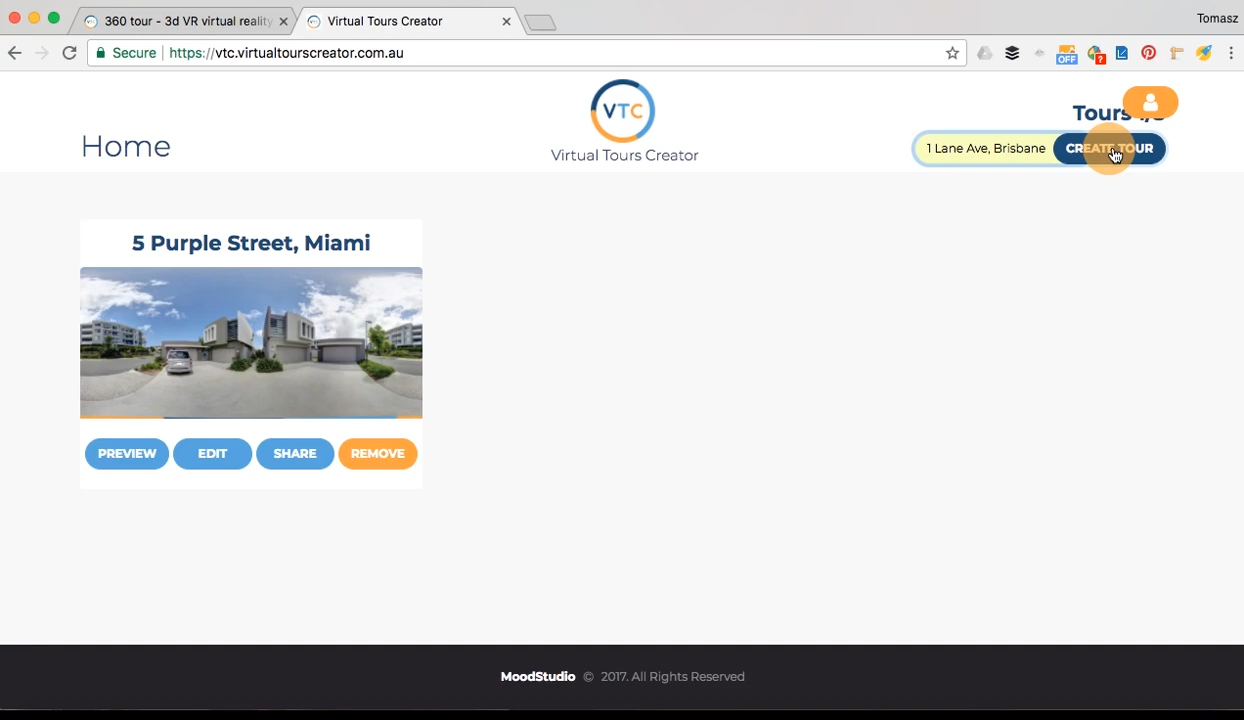 360 tour - 3d VR virtual reality
Virtual Tours Creator
Tomasz
Secure
https://vtc.virtualtourscreator.com.au
OFF
?
Home
VTC
Virtual Tours Creator
Tours
1 Lane Ave, Brisbane
CREATE TOUR
5 Purple Street, Miami
PREVIEW
EDIT
SHARE
REMOVE
MoodStudio © 2017. All Rights Reserved